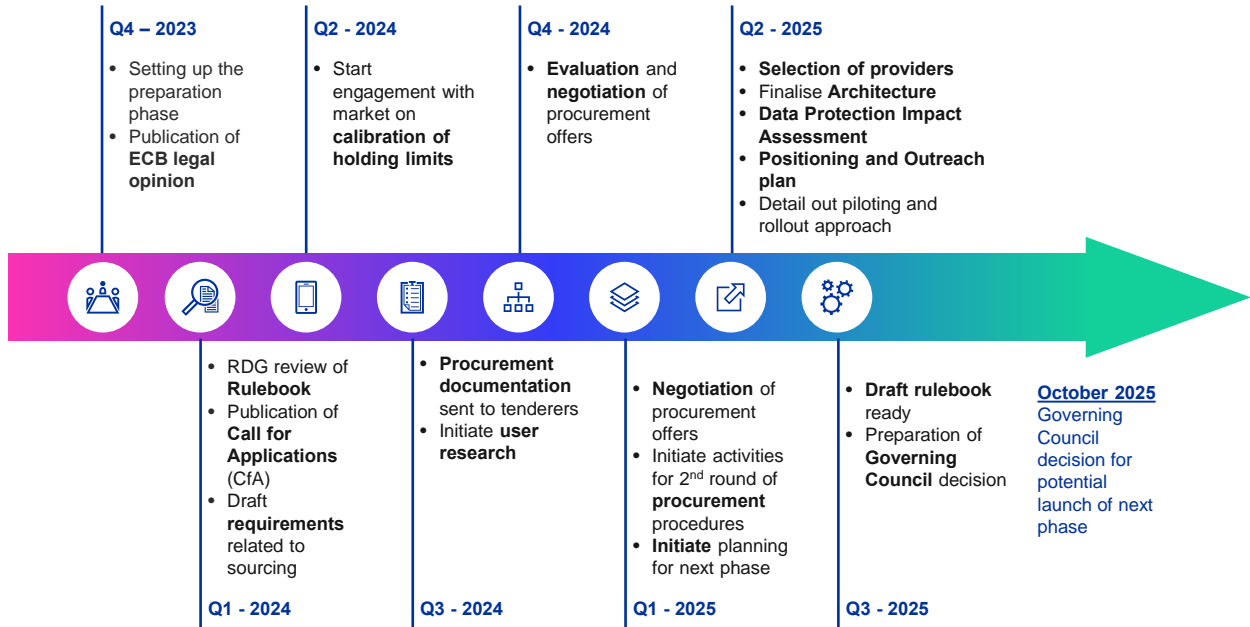 Q4 – 2023
• Setting up the
preparation
phase
• Publication of
ECB legal
opinion
Q2 - 2024
• Start
engagement with
market on
calibration of
holding limits
Q4 - 2024
• Evaluation and
negotiation of
procurement
offers
Q2 - 2025
• Selection of providers
• Finalise Architecture
• Data Protection Impact
Assessment
• Positioning and Outreach
plan
• Detail out piloting and
rollout approach
• RDG review of
Rulebook
• Publication of
Call for
Applications
(CfA)
• Draft
requirements
related to
sourcing
Q1 - 2024
• Procurement
documentation
sent to tenderers
• Initiate user
research
Q3 - 2024
• Negotiation of
procurement
offers
• Initiate activities
for 2nd round of
procurement
procedures
• Initiate planning
for next phase
Q1 - 2025
• Draft rulebook
ready
• Preparation of
Governing
Council decision
Q3 - 2025
October 2025
Governing
Council
decision for
potential
launch of next
phase